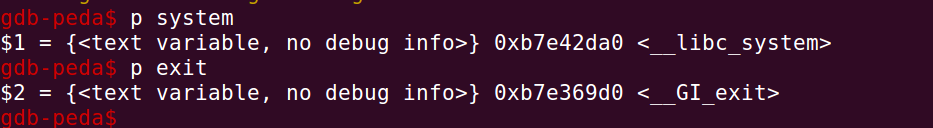 gdb-peda$ p system
$1 = {<text variable, no debug info>} 0xb7e42da0 <__libc_system>
gdb-peda$ p exit
$2 = {<text variable, no debug info>} 0xb7e369d0 <__GI_exit>
gdb-peda$